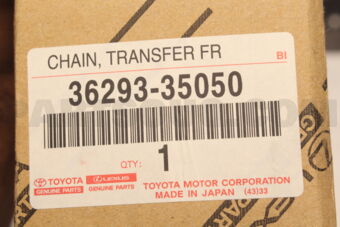 CHAIN, TRANSFER FR
BI
36293-35050
QTY:
1
TOYOTA
GENUINE PARTS
LEXUS
GENUINE PARTS
TOYOTA MOTOR CORPORATION
MADE IN JAPAN (43)33